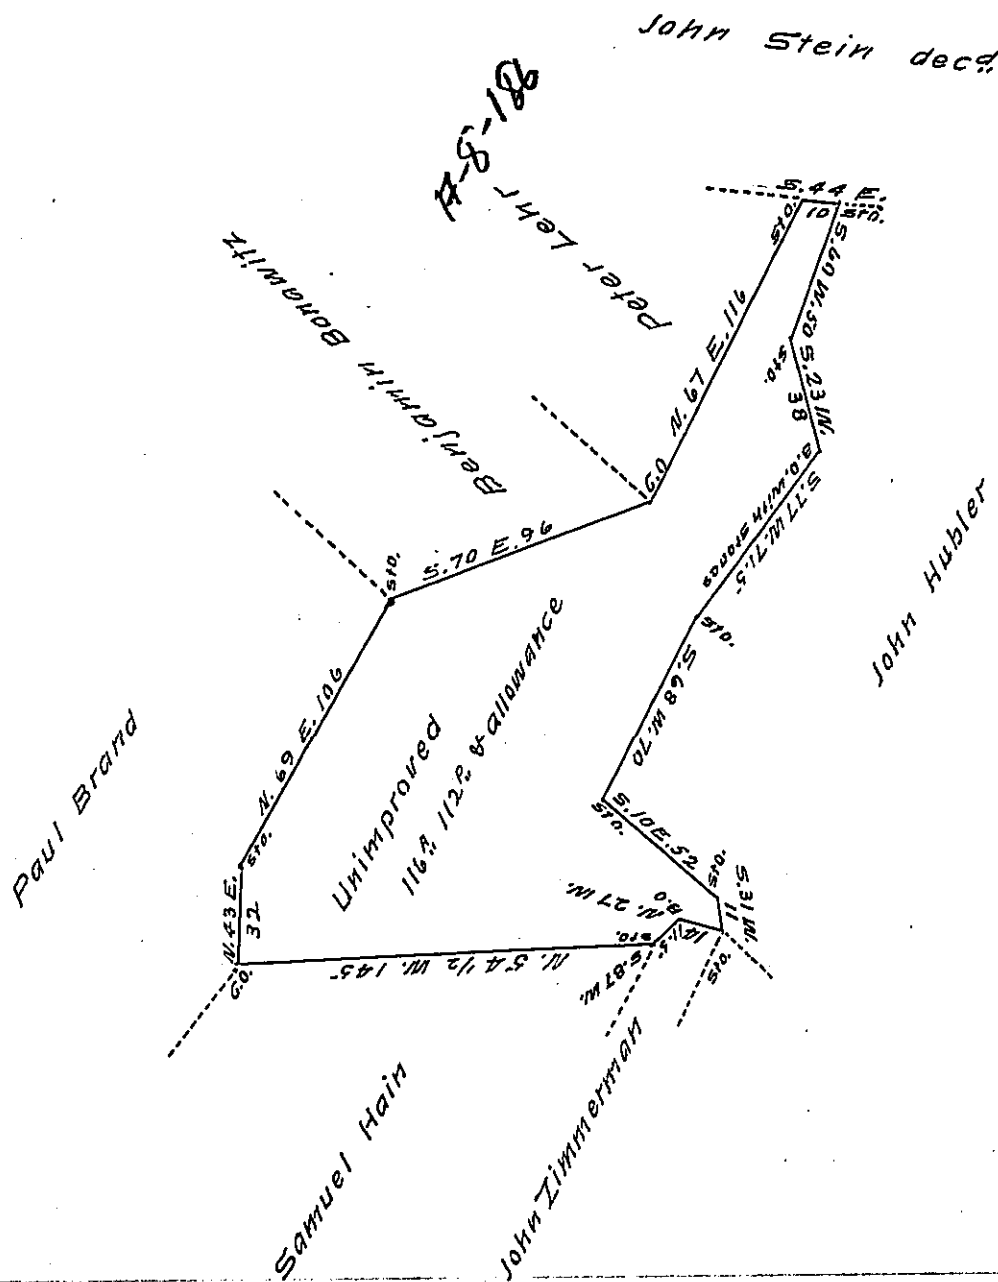 John Stein decd.
A-8-186
Peter Lehr
Benjamin Bonawitz
Paul Brand
Samuel Hain
John Zimmerman
John Hubler
S. 44 E.
10
Sto.
Sto.
S. 60 W. 50
Sto.
S. 23 W.
38
B.O. with stones
S. 77 W. 71.5
Sto.
S. 68 W. 70
Sto.
S. 10 E. 52
Sto.
S. 31 W.
11
Sto.
N. 27 W.
14
B.O
11.5
S. 87 W.
Sto.
N. 54 1/2 W. 145
G.O.
N. 43 E.
32
Sto.
N. 69 E. 106
Sto.
S. 70 E. 96
G.O
N. 67 E. 116
Unimproved
116A. 112P. & allowance